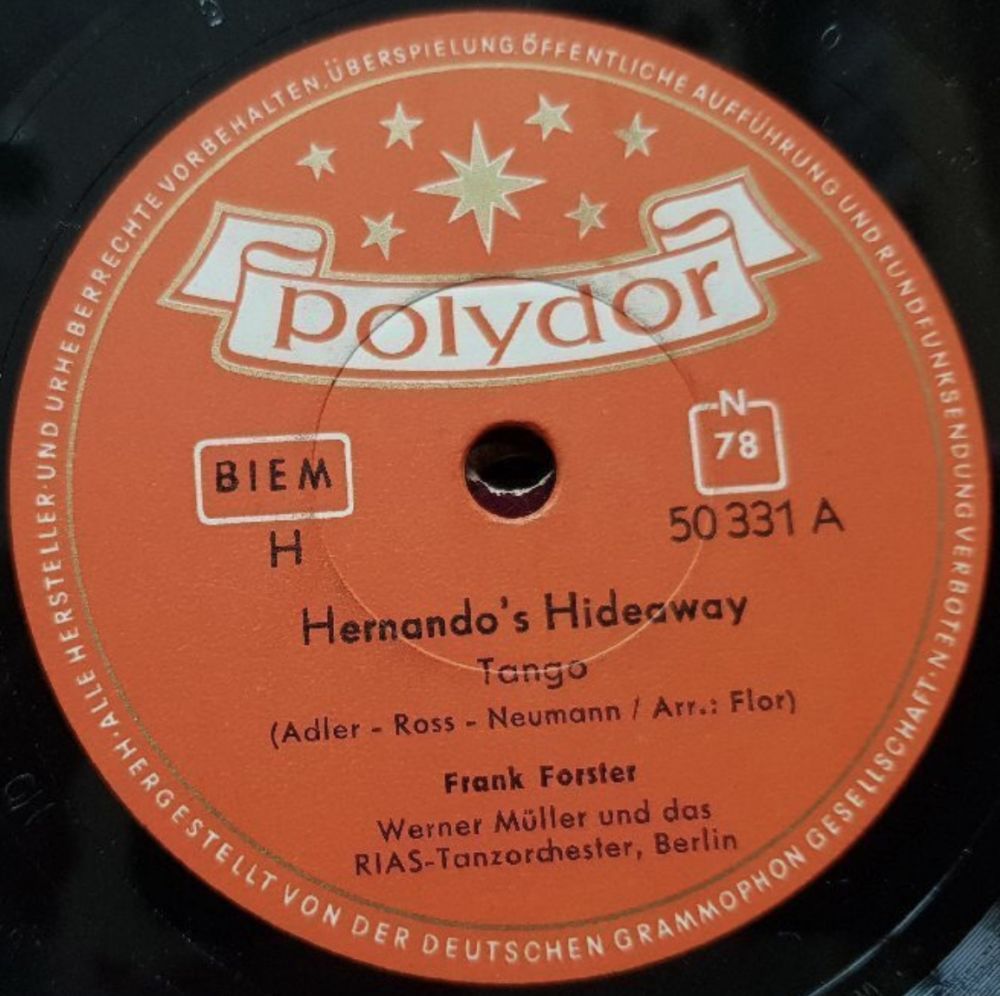 ALLE HERSTELLER- UND URHEBERRECHTE VORBEHALTEN. ÜBERSPIELUNG. ÖFFENTLICHE AUFFÜHRUNG UND RUNDFUNKSENDUNG VERBOTEN.
polydor
BIEM
N
78
H
50 331 A
Hernando's Hideaway
Tango
(Adler - Ross - Neumann / Arr.: Flor)
Frank Forster
Werner Müller und das
RIAS-Tanzorchester, Berlin
HERGESTELLT VON DER DEUTSCHEN GRAMMOPHON GESELLSCHAFT